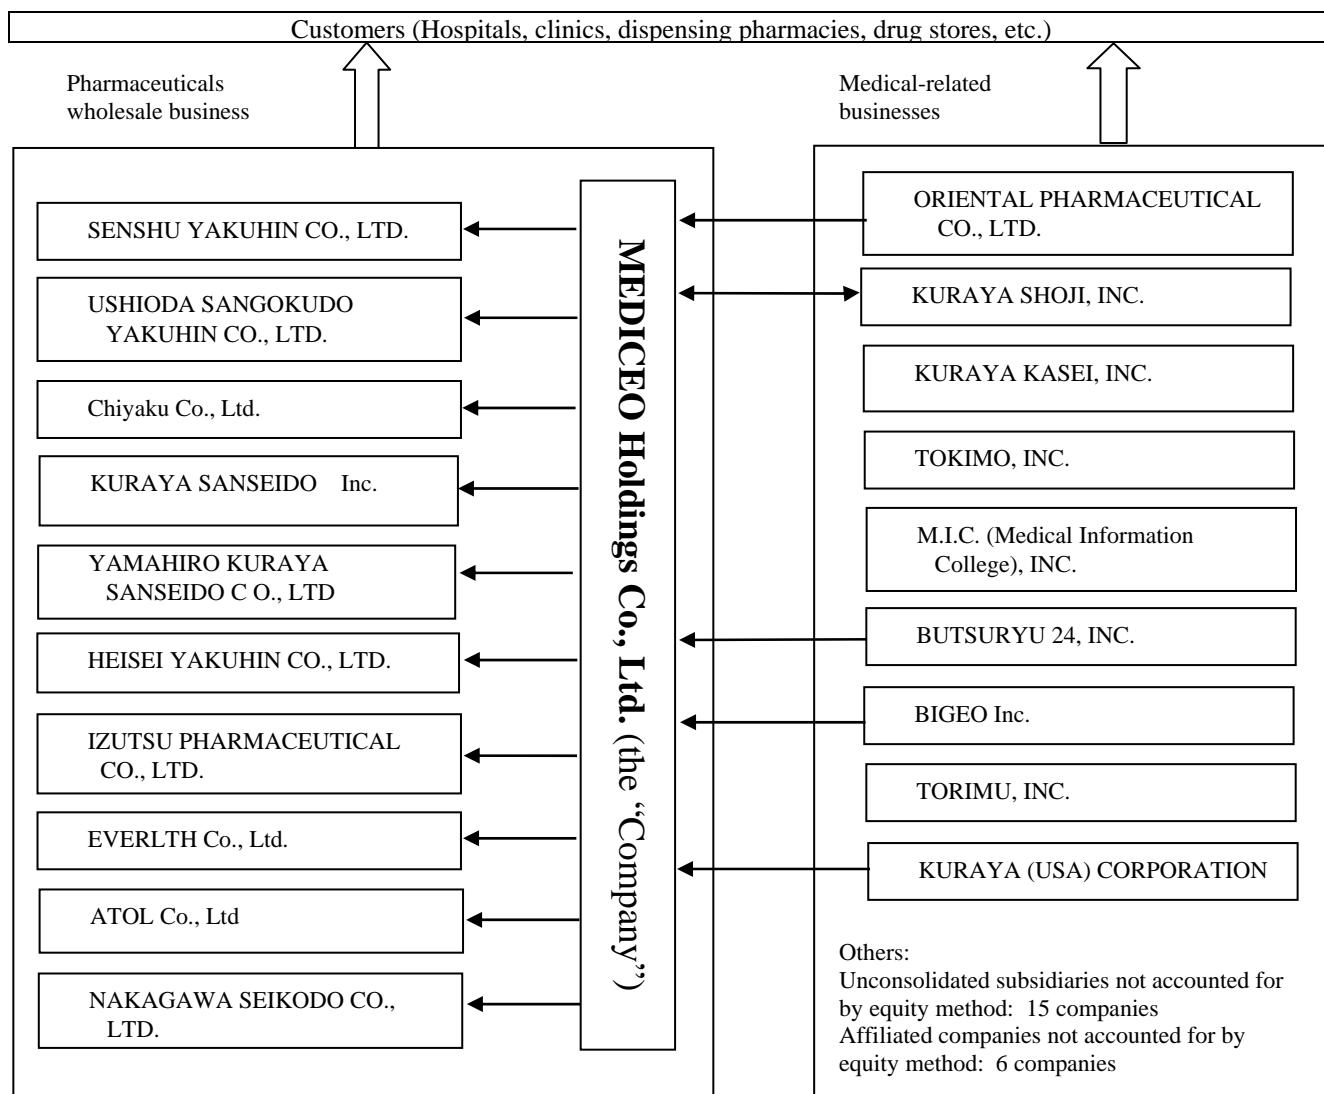 Customers (Hospitals, clinics, dispensing pharmacies, drug stores, etc.)
Pharmaceuticals
wholesale business
Medical-related
businesses
SENSHU YAKUHIN CO., LTD.
USHIODA SANGOKUDO
YAKUHIN CO., LTD.
Chiyaku Co., Ltd.
KURAYA SANSEIDO Inc.
YAMAHIRO KURAYA
SANSEIDO C O., LTD
HEISEI YAKUHIN CO., LTD.
IZUTSU PHARMACEUTICAL
CO., LTD.
EVERLTH Co., Ltd.
ATOL Co., Ltd
NAKAGAWA SEIKODO CO.,
LTD.
MEDICEO Holdings Co., Ltd. (the “Company”)
ORIENTAL PHARMACEUTICAL
CO., LTD.
KURAYA SHOJI, INC.
KURAYA KASEI, INC.
TOKIMO, INC.
M.I.C. (Medical Information
College), INC.
BUTSURYU 24, INC.
BIGEO Inc.
TORIMU, INC.
KURAYA (USA) CORPORATION
Others:
Unconsolidated subsidiaries not accounted for
by equity method: 15 companies
Affiliated companies not accounted for by
equity method: 6 companies